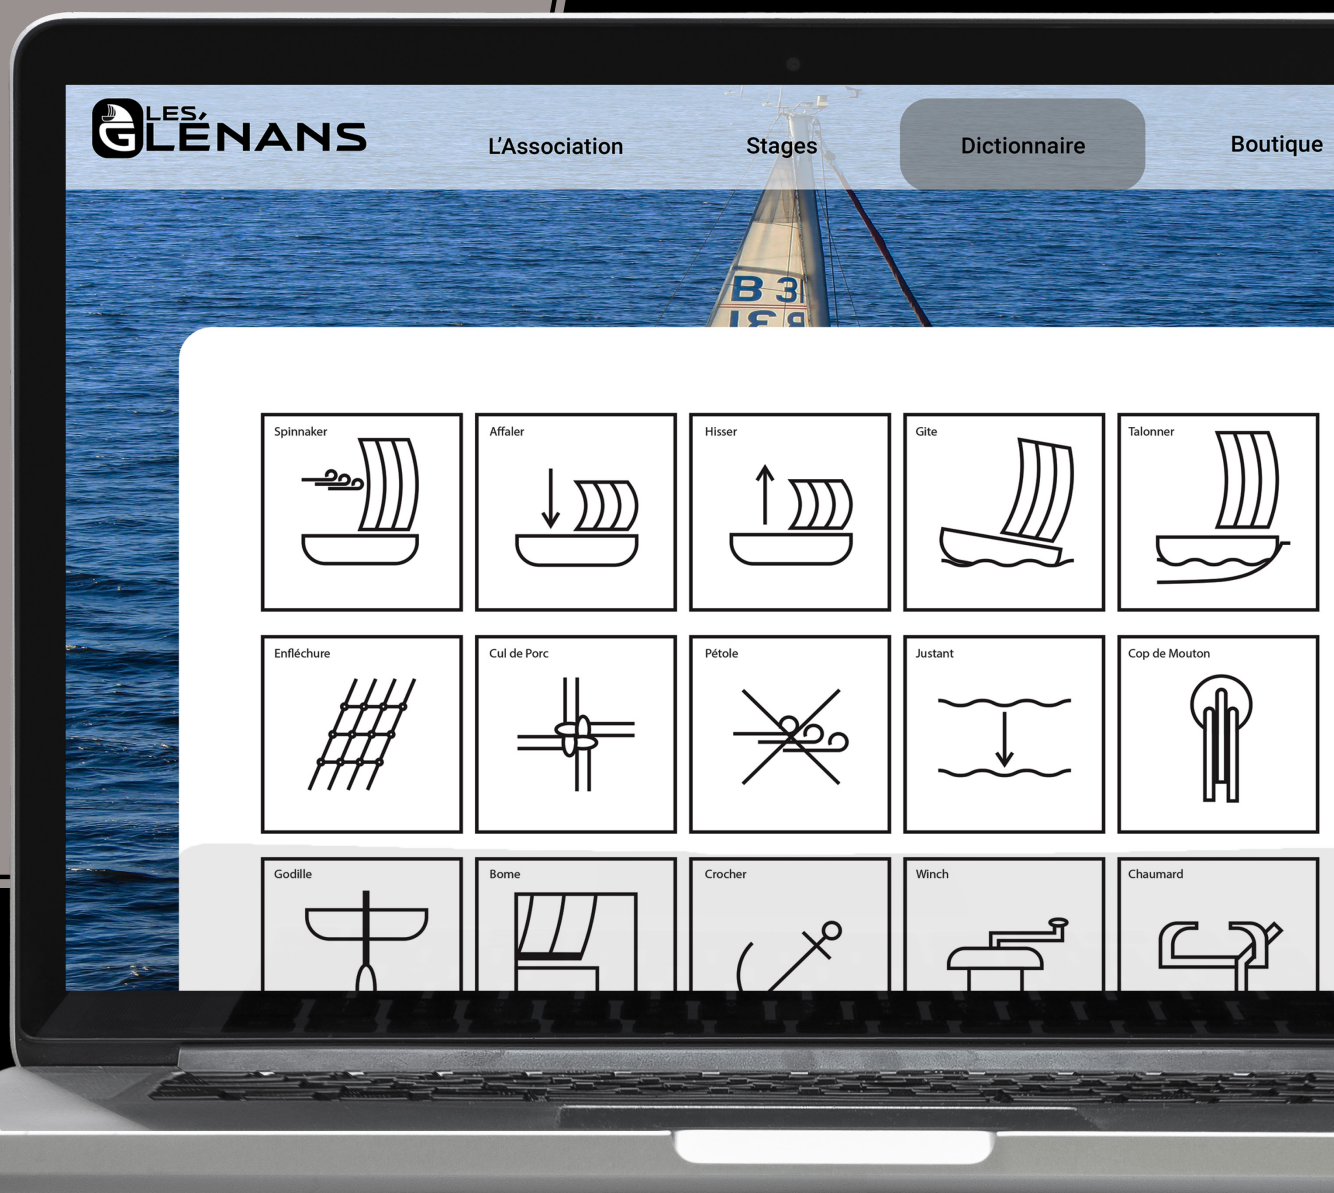 LES
GLÉNANS
L'Association
Stages
Dictionnaire
Boutique
B 3
Spinnaker
Affaler
Hisser
Gite
Talonner
Enfléchure
Cul de Porc
Pétole
Justant
Cop de Mouton
Godille
Bome
Crocher
Winch
Chaumard